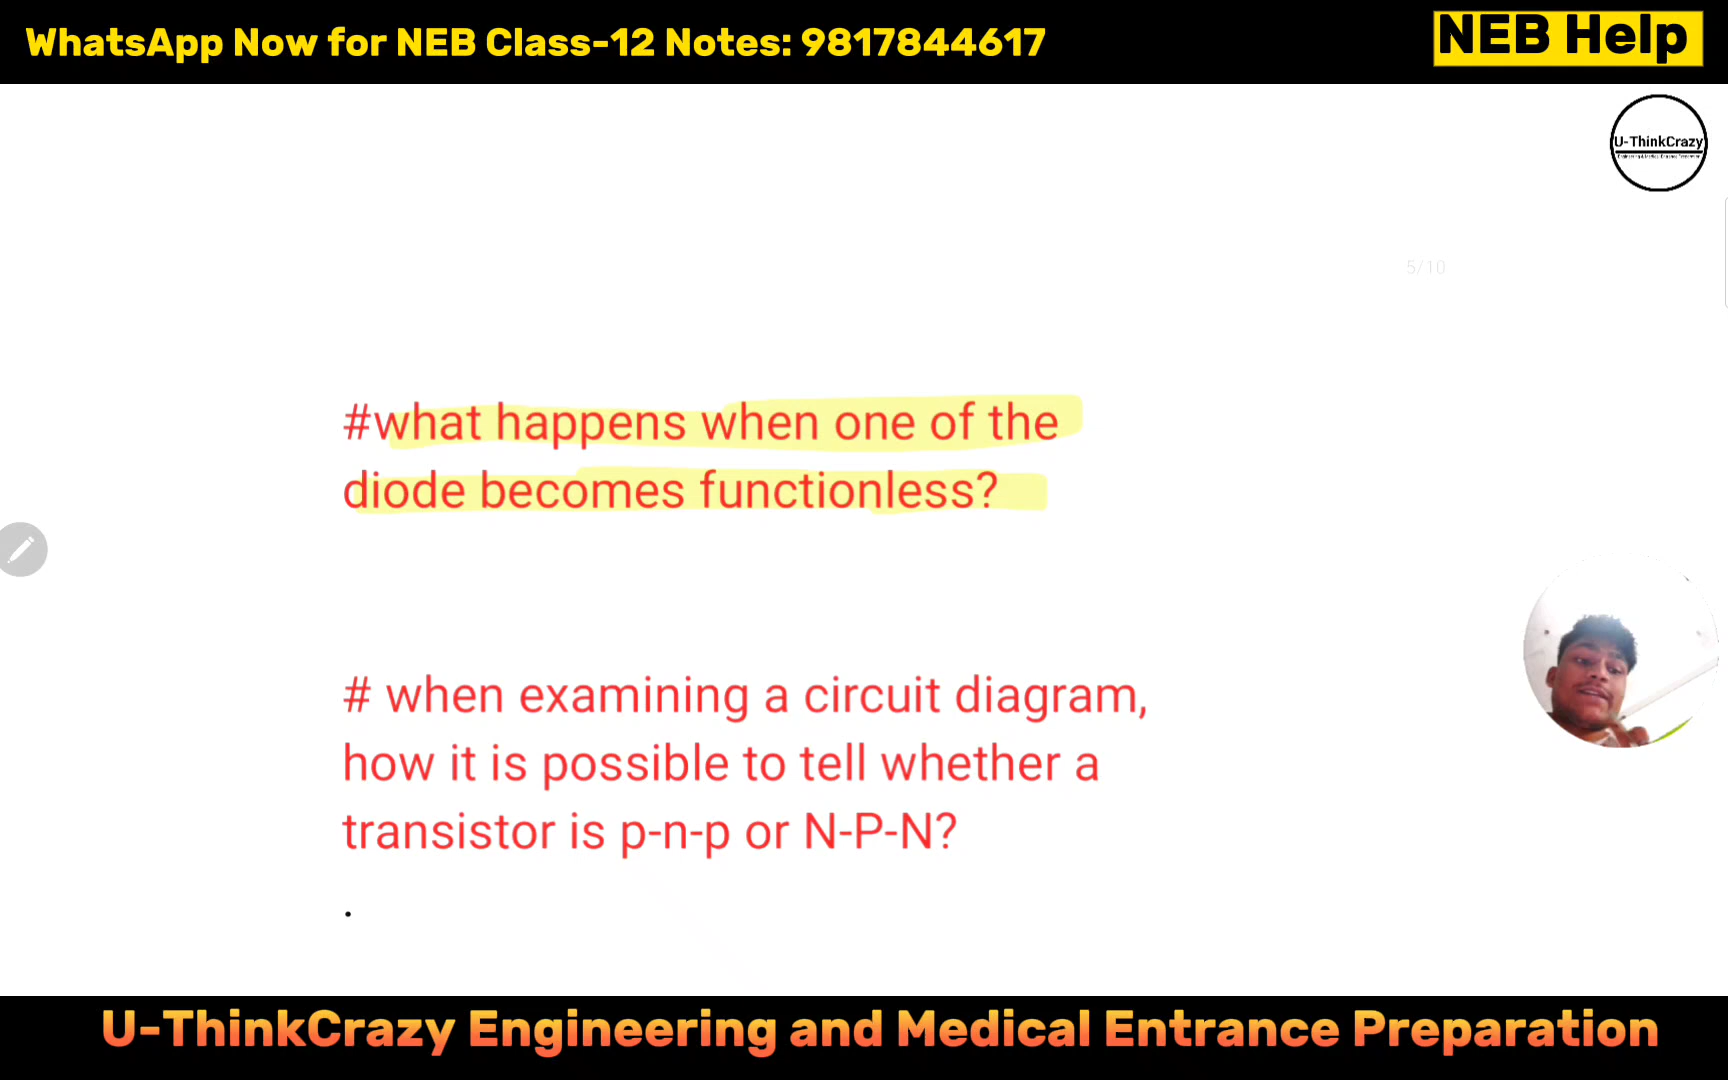 WhatsApp Now for NEB Class-12 Notes: 9817844617
NEB Help
U-ThinkCrazy
5/10
#what happens when one of the
diode becomes functionless?
# when examining a circuit diagram,
how it is possible to tell whether a
transistor is p-n-p or N-P-N?
.
U-ThinkCrazy Engineering and Medical Entrance Preparation